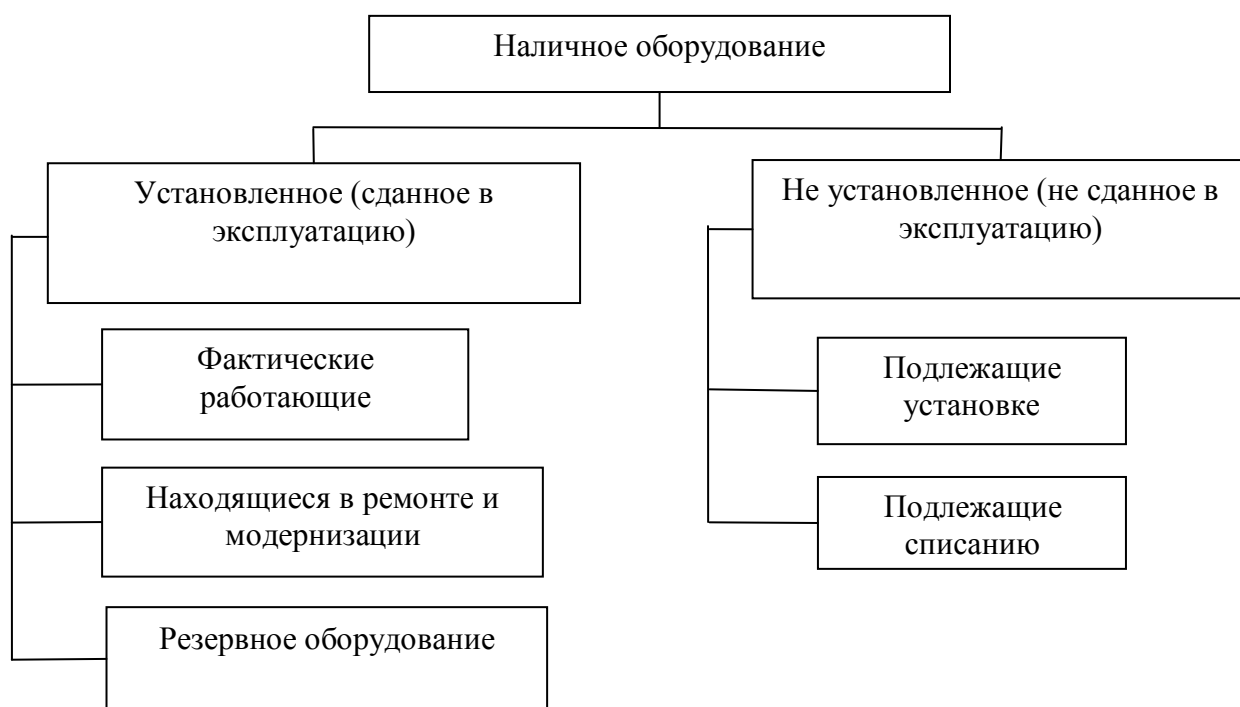 Наличное оборудование
Установленное (сданное в
эксплуатацию)
Не установленное (не сданное в
эксплуатацию)
Фактические
работающие
Находящиеся в ремонте и
модернизации
Резервное оборудование
Подлежащие
установке
Подлежащие
списанию